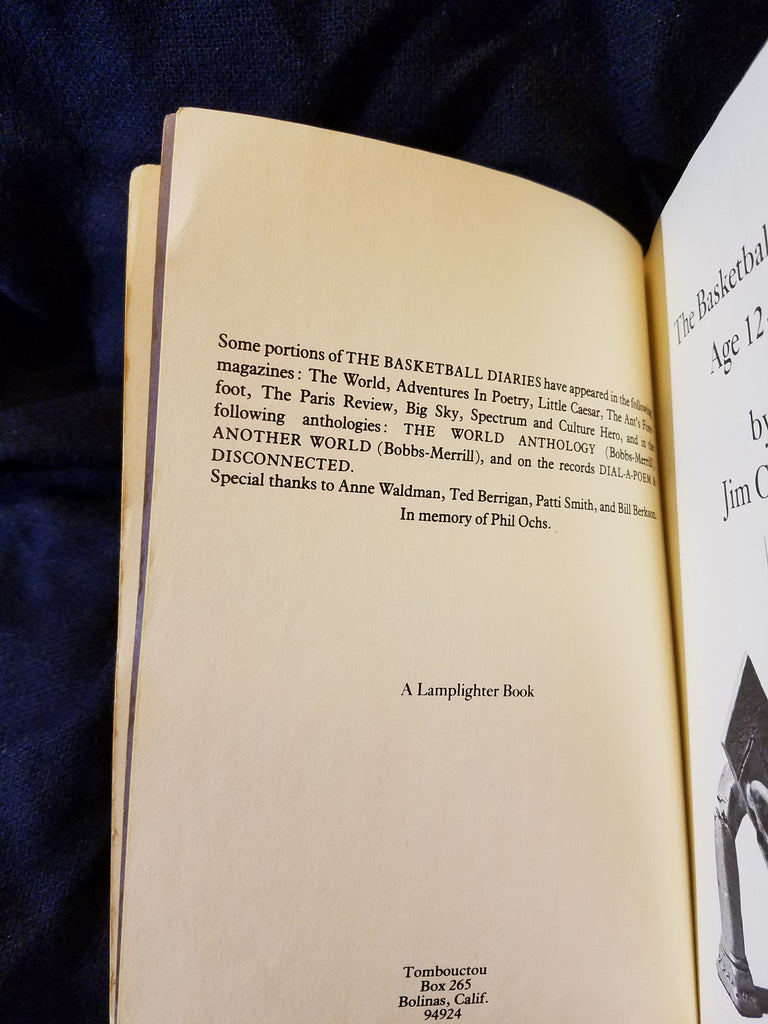 Some portions of THE BASKETBALL DIARIES have appeared in the following
magazines: The World, Adventures In Poetry, Little Caesar, The Ant's Fore-
foot, The Paris Review, Big Sky, Spectrum and Culture Hero, and in the
following anthologies: THE WORLD ANTHOLOGY (Bobbs-Merrill)
ANOTHER WORLD (Bobbs-Merrill), and on the records DIAL-A-POEM &
DISCONNECTED.
Special thanks to Anne Waldman, Ted Berrigan, Patti Smith, and Bill Berkson.
In memory of Phil Ochs.
A Lamplighter Book
Tombouctou
Box 265
Bolinas, Calif.
94924
The
Age 12
by
Jim